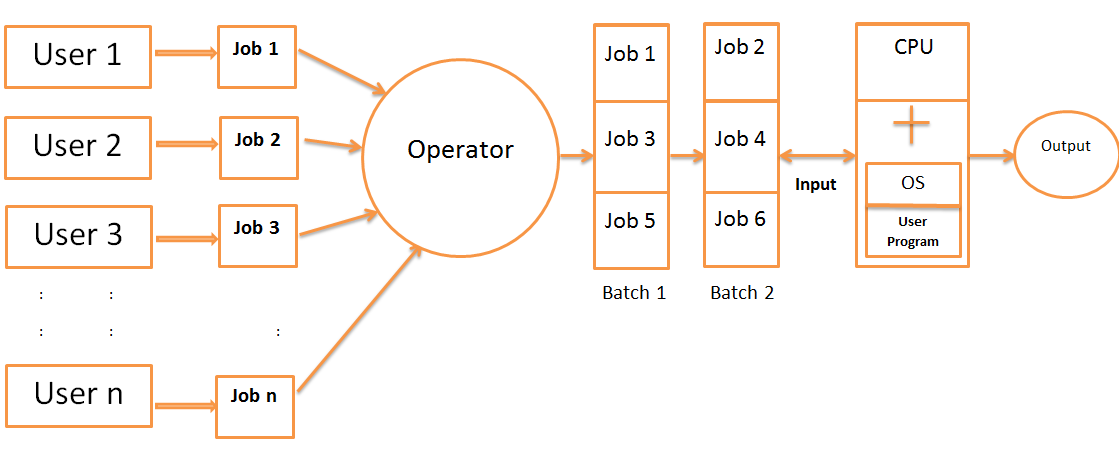 User 1
Job 1
User 2
Job 2
User 3
Job 3
: :
: : :
User n
Job n
Operator
Job 1
Job 3
Job 5
Batch 1
Job 2
Job 4
Job 6
Batch 2
Input
CPU
OS
User
Program
Output